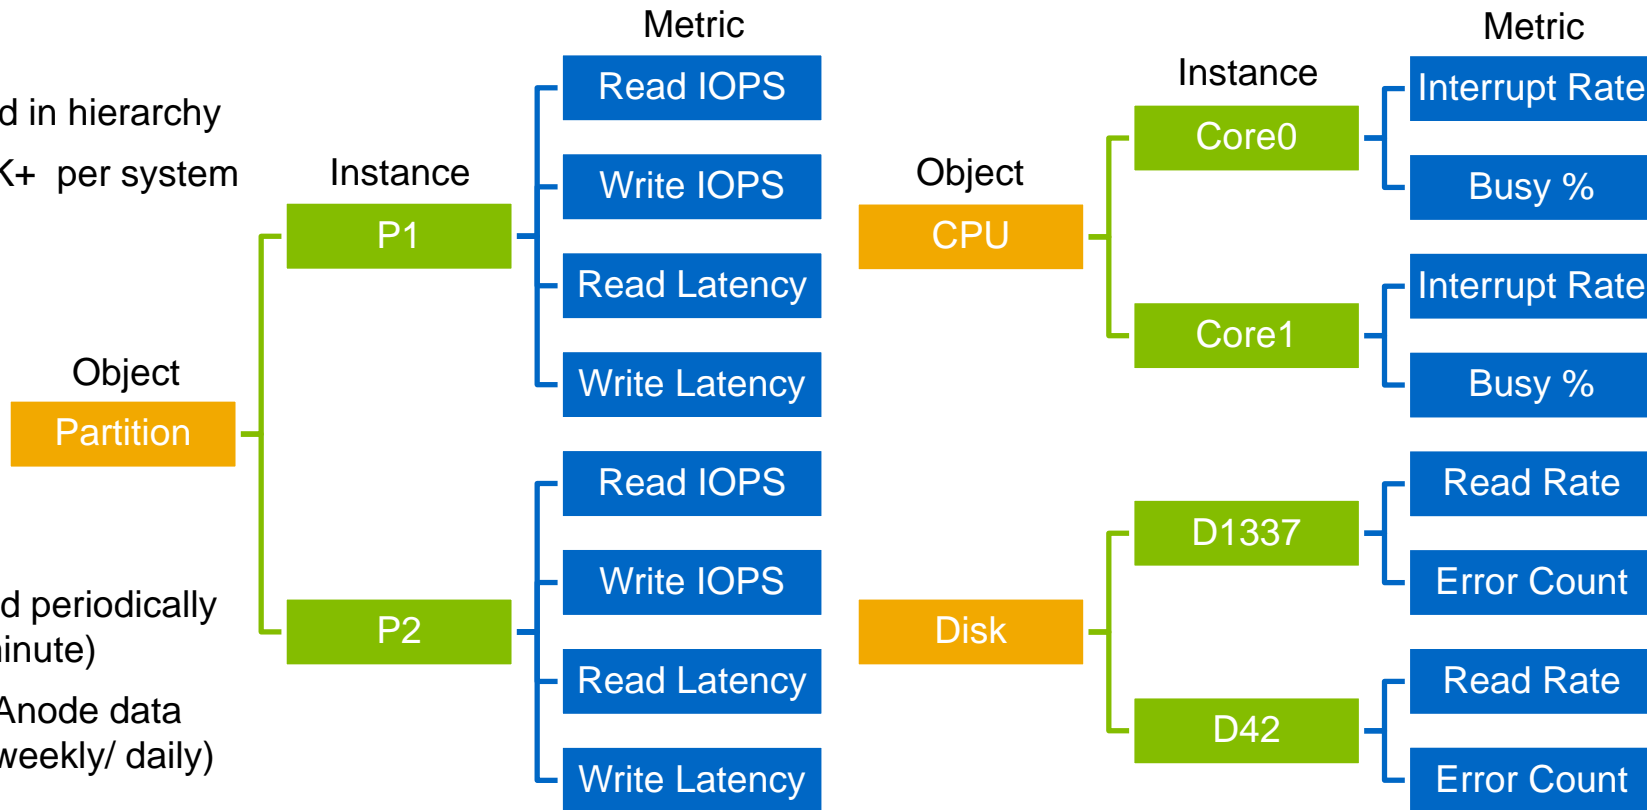 d in hierarchy
K+ per system
d periodically
inute)
Anode data
weekly/ daily)
Object
Partition
Instance
P1
P2
Metric
Read IOPS
Write IOPS
Read Latency
Write Latency
Read IOPS
Write IOPS
Read Latency
Write Latency
Object
CPU
Instance
Core0
Core1
Metric
Interrupt Rate
Busy %
Interrupt Rate
Busy %
Disk
D1337
D42
Read Rate
Error Count
Read Rate
Error Count